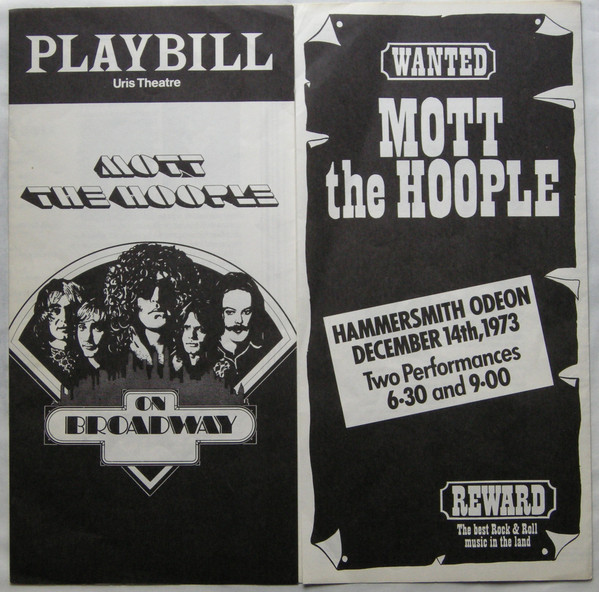 PLAYBILL
Uris Theatre
MOTT
THE HOOPLE
ON
BROADWAY
WANTED
MOTT
the HOOPLE
HAMMERSMITH ODEON
DECEMBER 14th, 1973
Two Performances
6·30 and 9·00
REWARD
The best Rock & Roll
music in the land